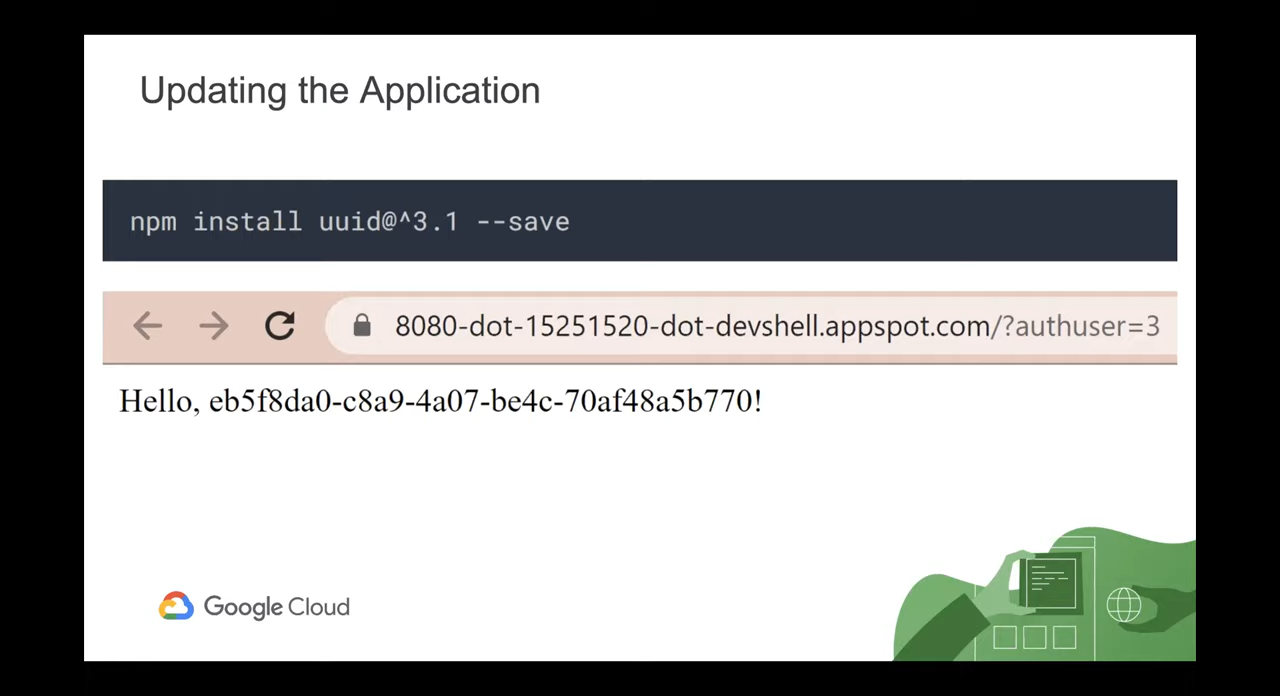 Updating the Application
npm install uuid@^3.1 --save
8080-dot-15251520-dot-devshell.appspot.com/?authuser=3
Hello, eb5f8da0-c8a9-4a07-be4c-70af48a5b770!
Google Cloud